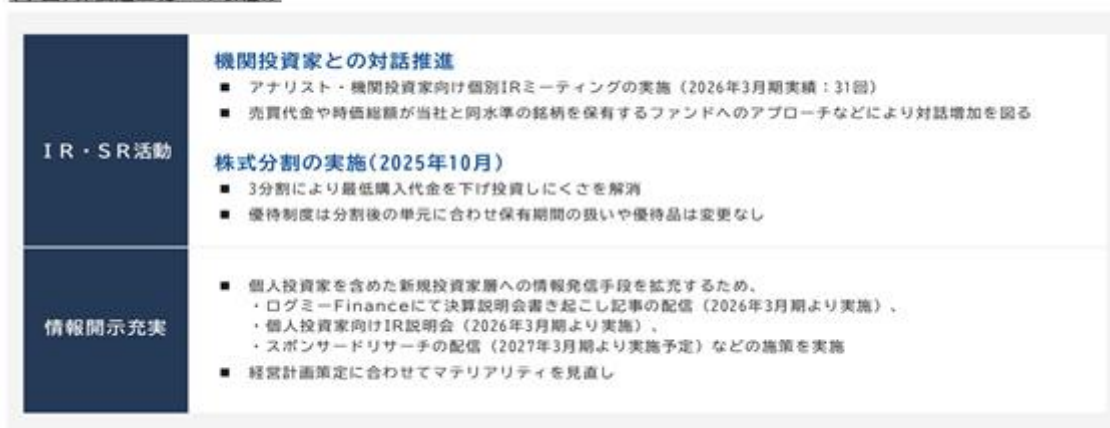 機関投資家との対話推進
■ アナリスト・機関投資家向け個別IRミーティングの実施（2026年3月期実績：31回）
■ 売買代金や時価総額が当社と同水準の銘柄を保有するファンドへのアプローチなどにより対話増加を図る
IR・SR活動
株式分割の実施(2025年10月)
■ 3分割により最低購入代金を下げ投資しにくさを解消
■ 優待制度は分割後の単元に合わせ保有期間の扱いや優待品は変更なし
情報開示充実
■ 個人投資家を含めた新規投資家層への情報発信手段を拡充するため、
・ログミーFinanceにて決算説明会書き起こし記事の配信（2026年3月期より実施）、
・個人投資家向けIR説明会（2026年3月期より実施）、
・スポンサードリサーチの配信（2027年3月期より実施予定）などの施策を実施
■ 経営計画策定に合わせてマテリアリティを見直し